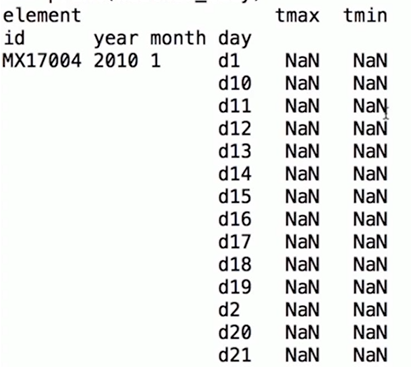 element tmax tmin
id year month day
MX17004 2010 1 d1 NaN NaN
d10 NaN NaN
d11 NaN NaN
d12 NaN NaN
d13 NaN NaN
d14 NaN NaN
d15 NaN NaN
d16 NaN NaN
d17 NaN NaN
d18 NaN NaN
d19 NaN NaN
d2 NaN NaN
d20 NaN NaN
d21 NaN NaN